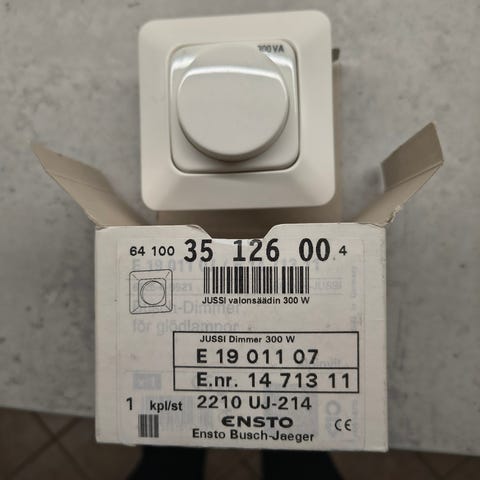 300 VA
64 100 35 126 00 4
JUSSI valonsäädin 300 W
för glödlampor
JUSSI Dimmer 300 W
E 19 011 07
E.nr. 14 713 11
1 kpl/st 2210 UJ-214
ENSTO
CE
Ensto Busch-Jaeger